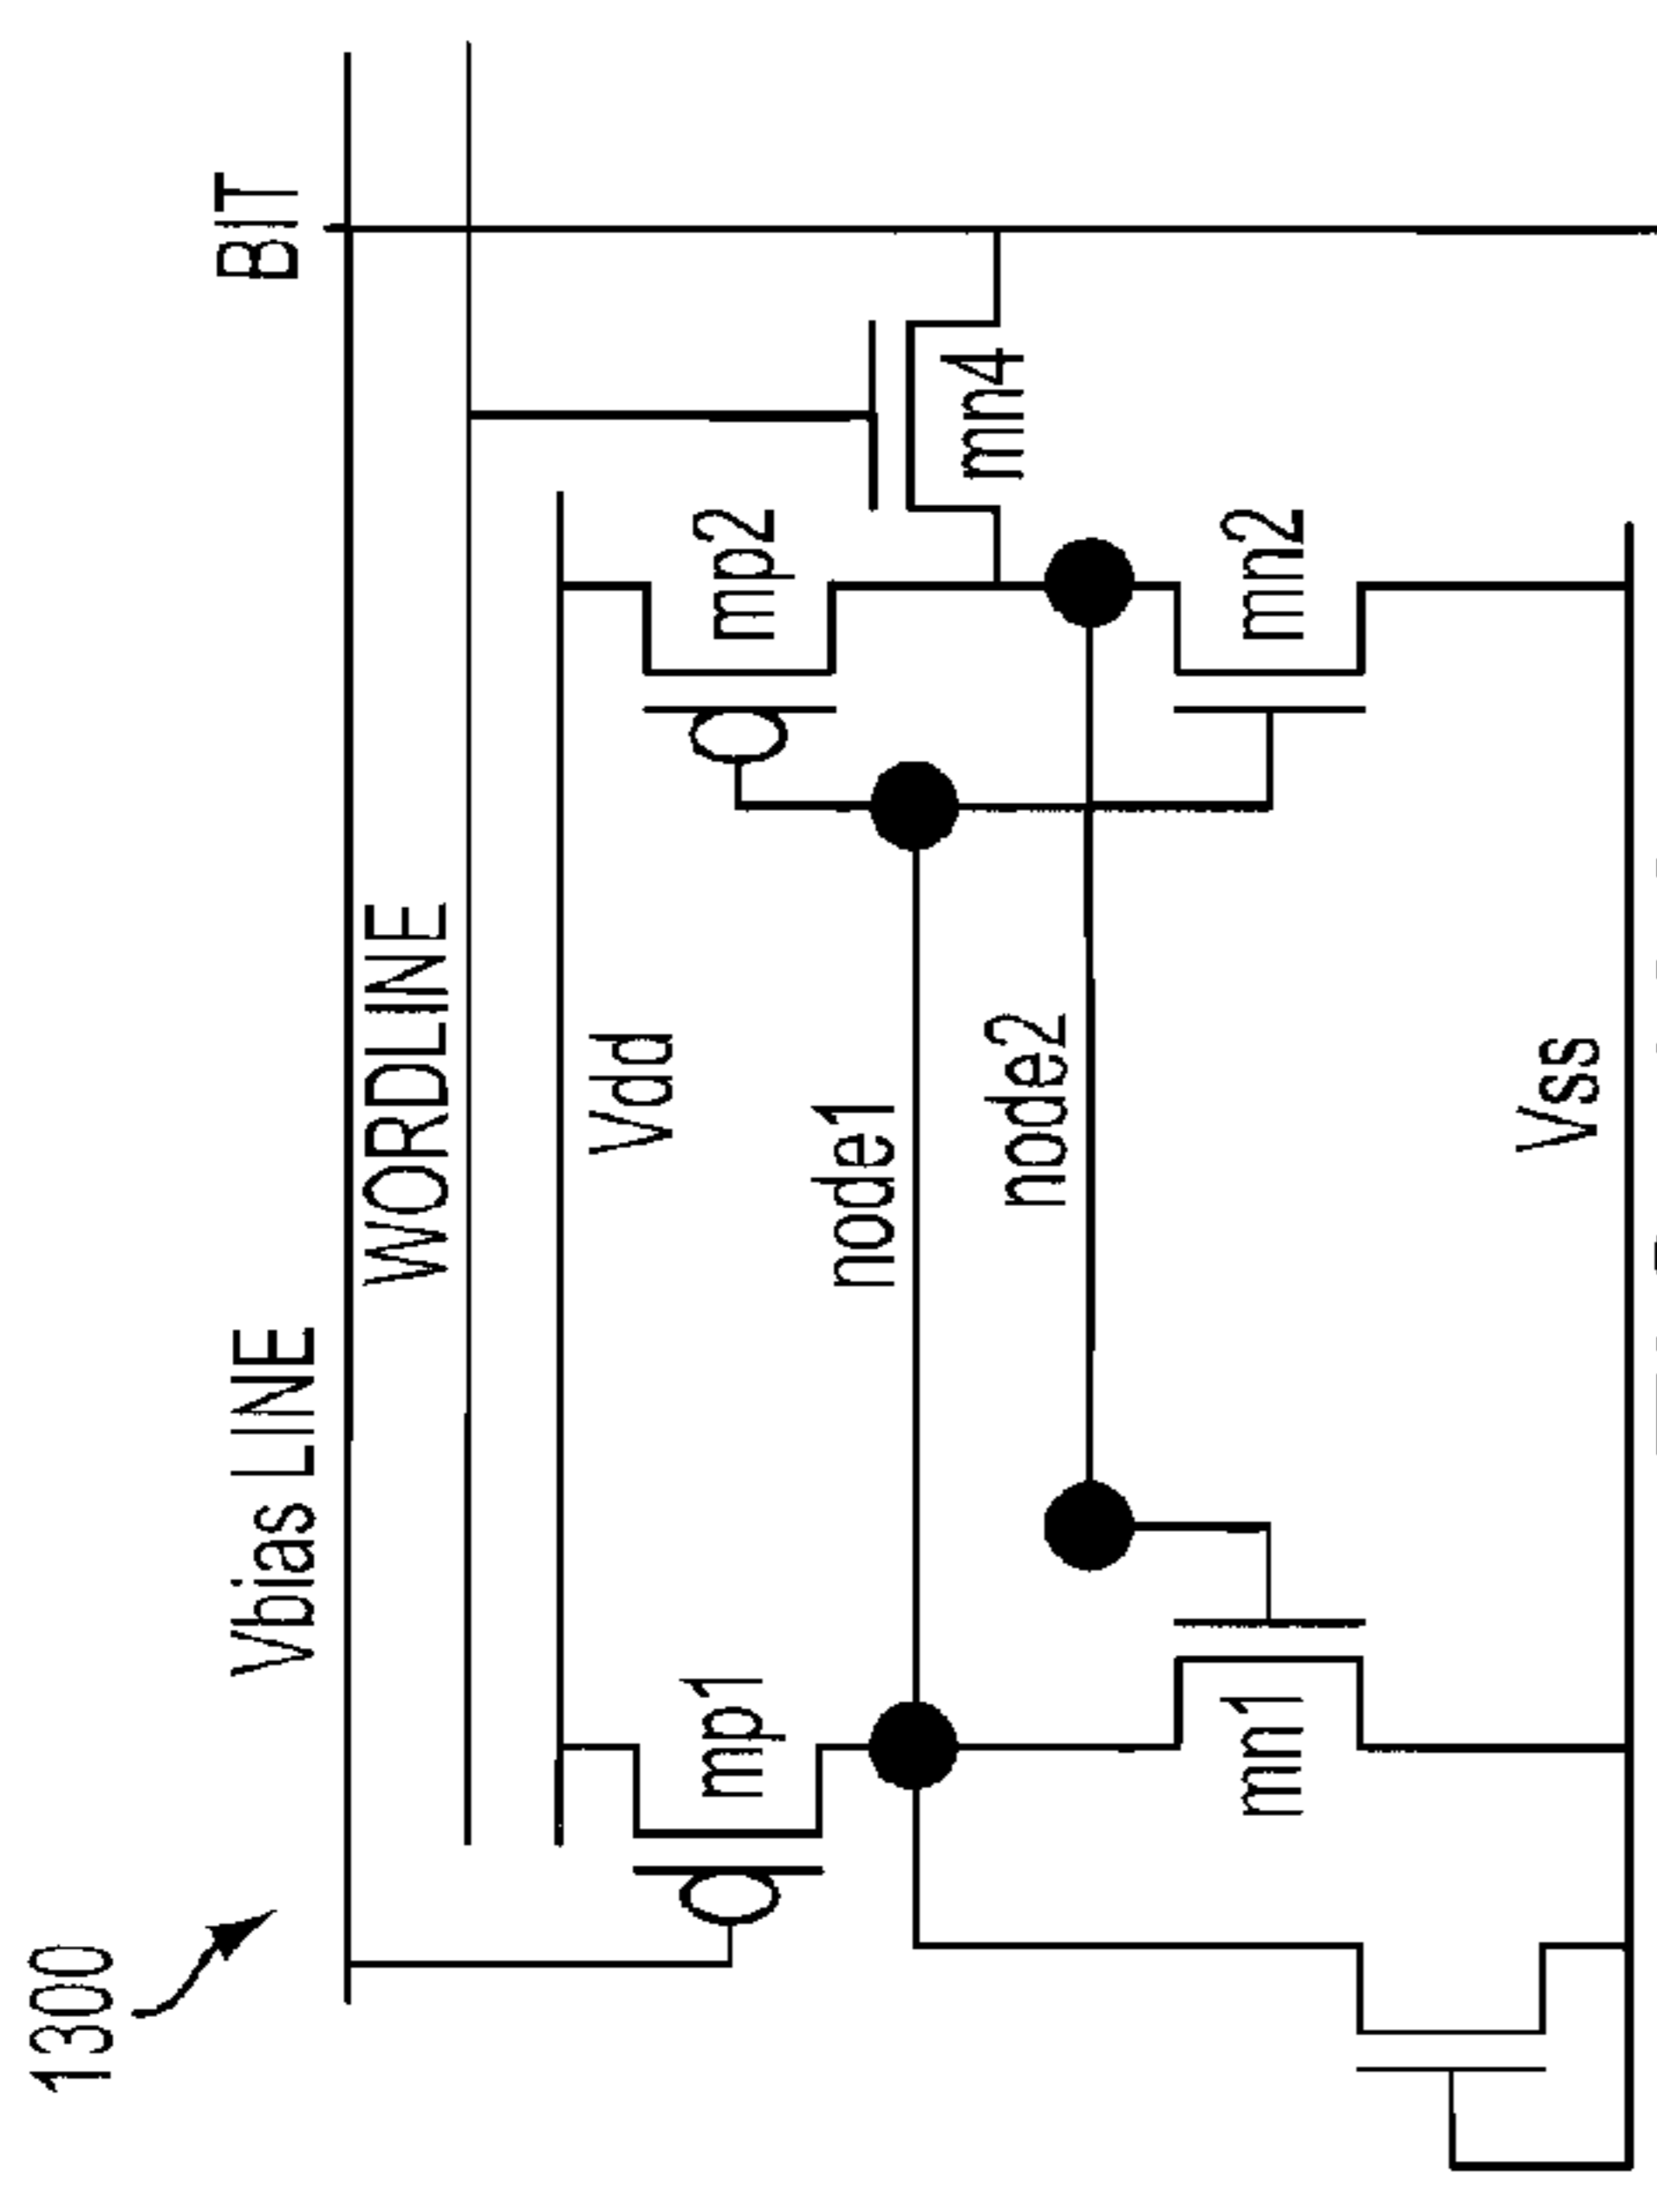 1300
Vbias LINE
BIT
WORDLINE
Vdd
mp1
mp2
node1
mn4
node2
mn1
mn2
Vss